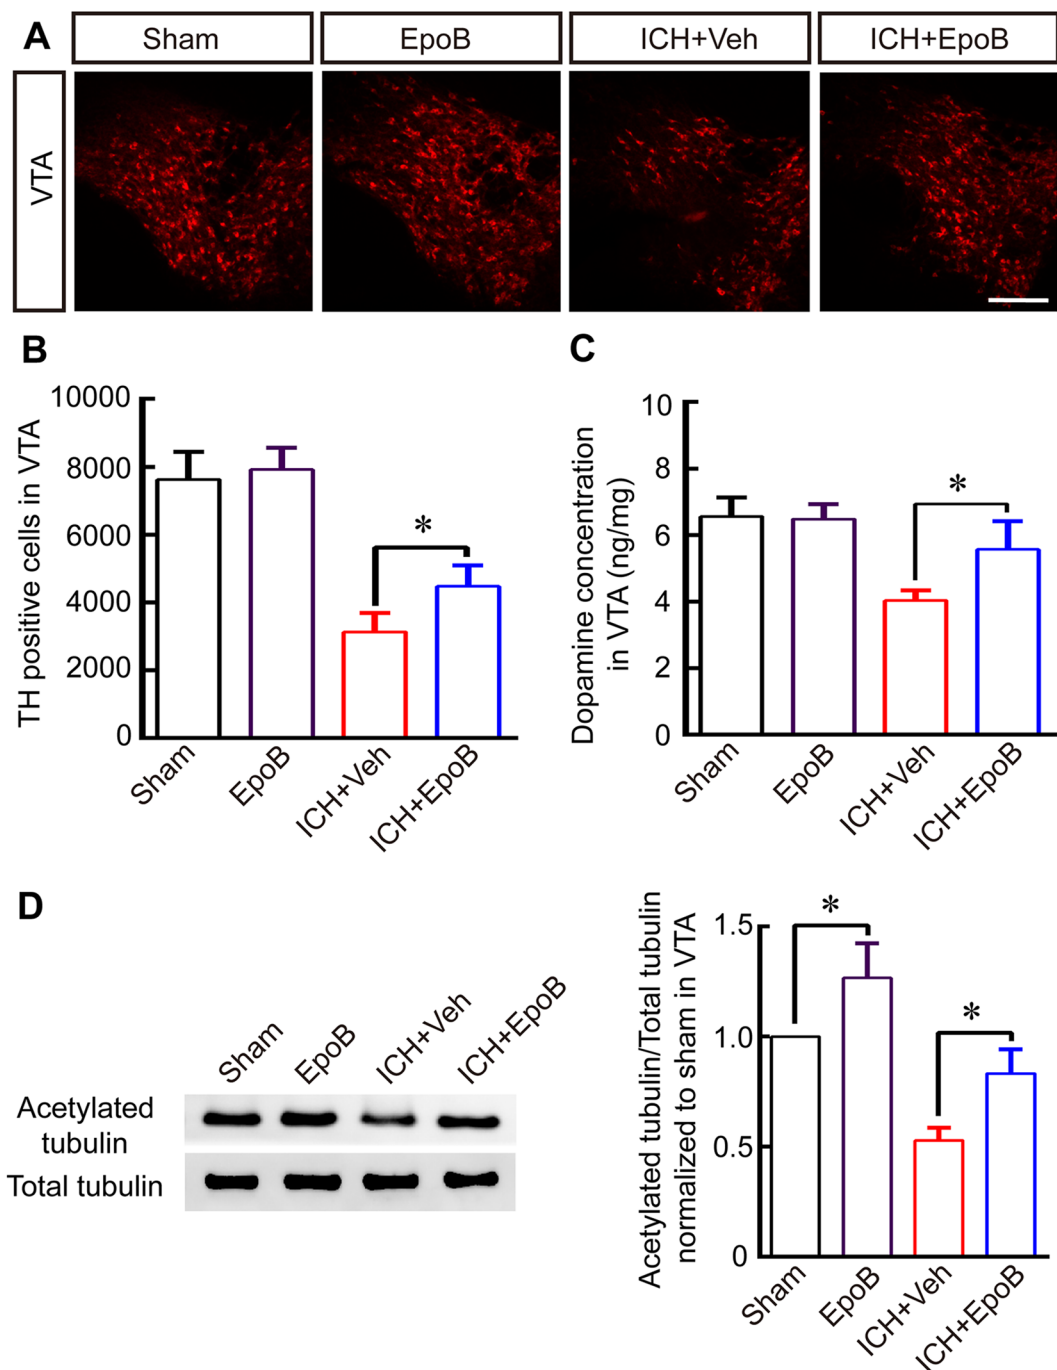 A
Sham
EpoB
ICH+Veh
ICH+EpoB
VTA
B
TH positive cells in VTA
10000
8000
6000
4000
2000
0
*
Sham
EpoB
ICH+Veh
ICH+EpoB
C
Dopamine concentration
in VTA (ng/mg)
10
8
6
4
2
0
*
Sham
EpoB
ICH+Veh
ICH+EpoB
D
Sham
EpoB
ICH+Veh
ICH+EpoB
Acetylated
tubulin
Total tubulin
Acetylated tubulin/Total tubulin
normalized to sham in VTA
1.5
1.0
0.5
0
*
*
Sham
EpoB
ICH+Veh
ICH+EpoB